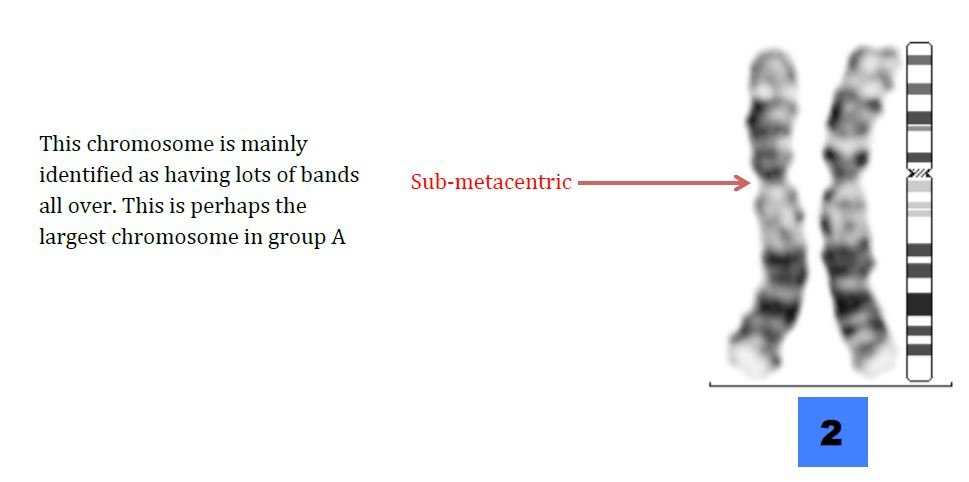 This chromosome is mainly
identified as having lots of bands
all over. This is perhaps the
largest chromosome in group A
Sub-metacentric
2